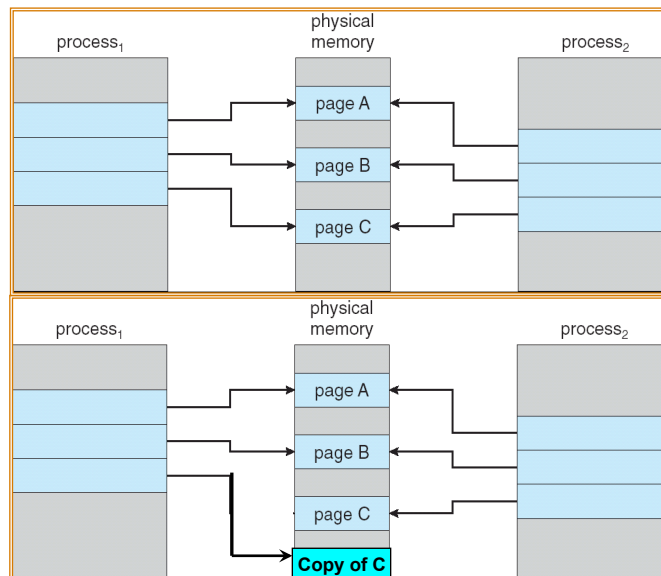 physical
memory
process₁
process₂
page A
page B
page C
physical
memory
process₁
process₂
page A
page B
page C
Copy of C